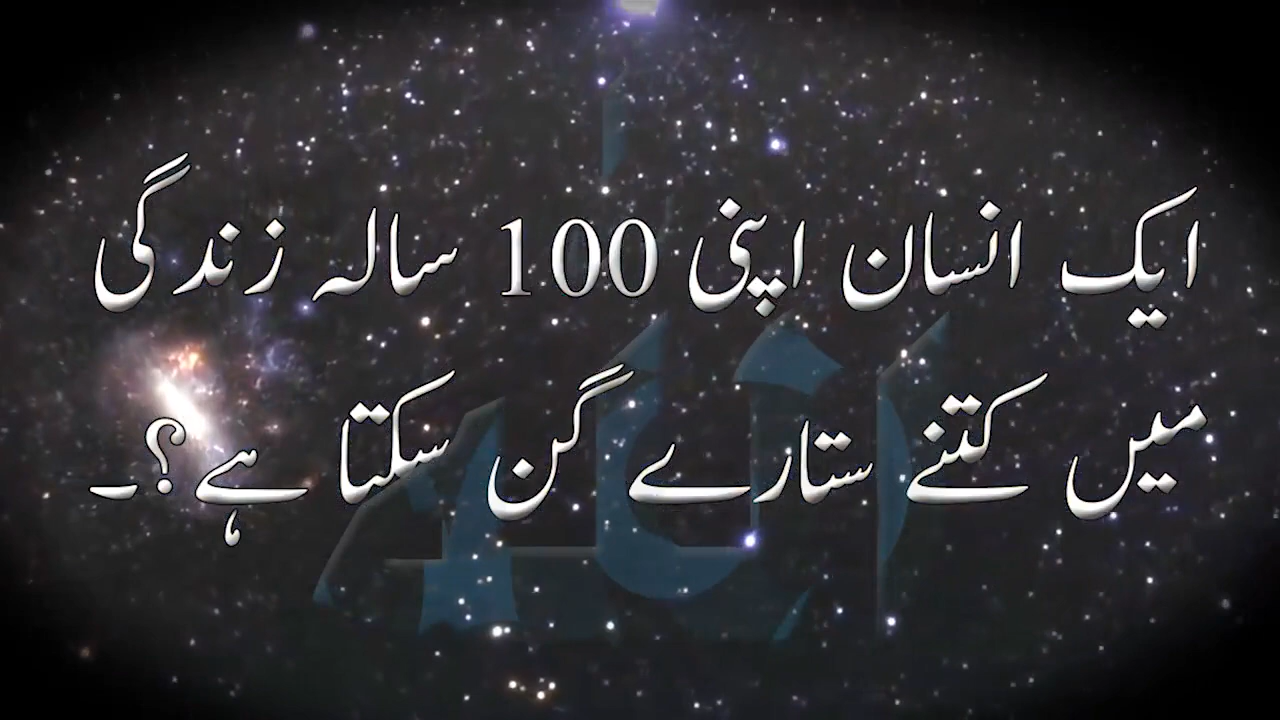 ایک انسان اپنی 100 سالہ زندگی
میں کتنے ستارے گن سکتا ہے؟۔